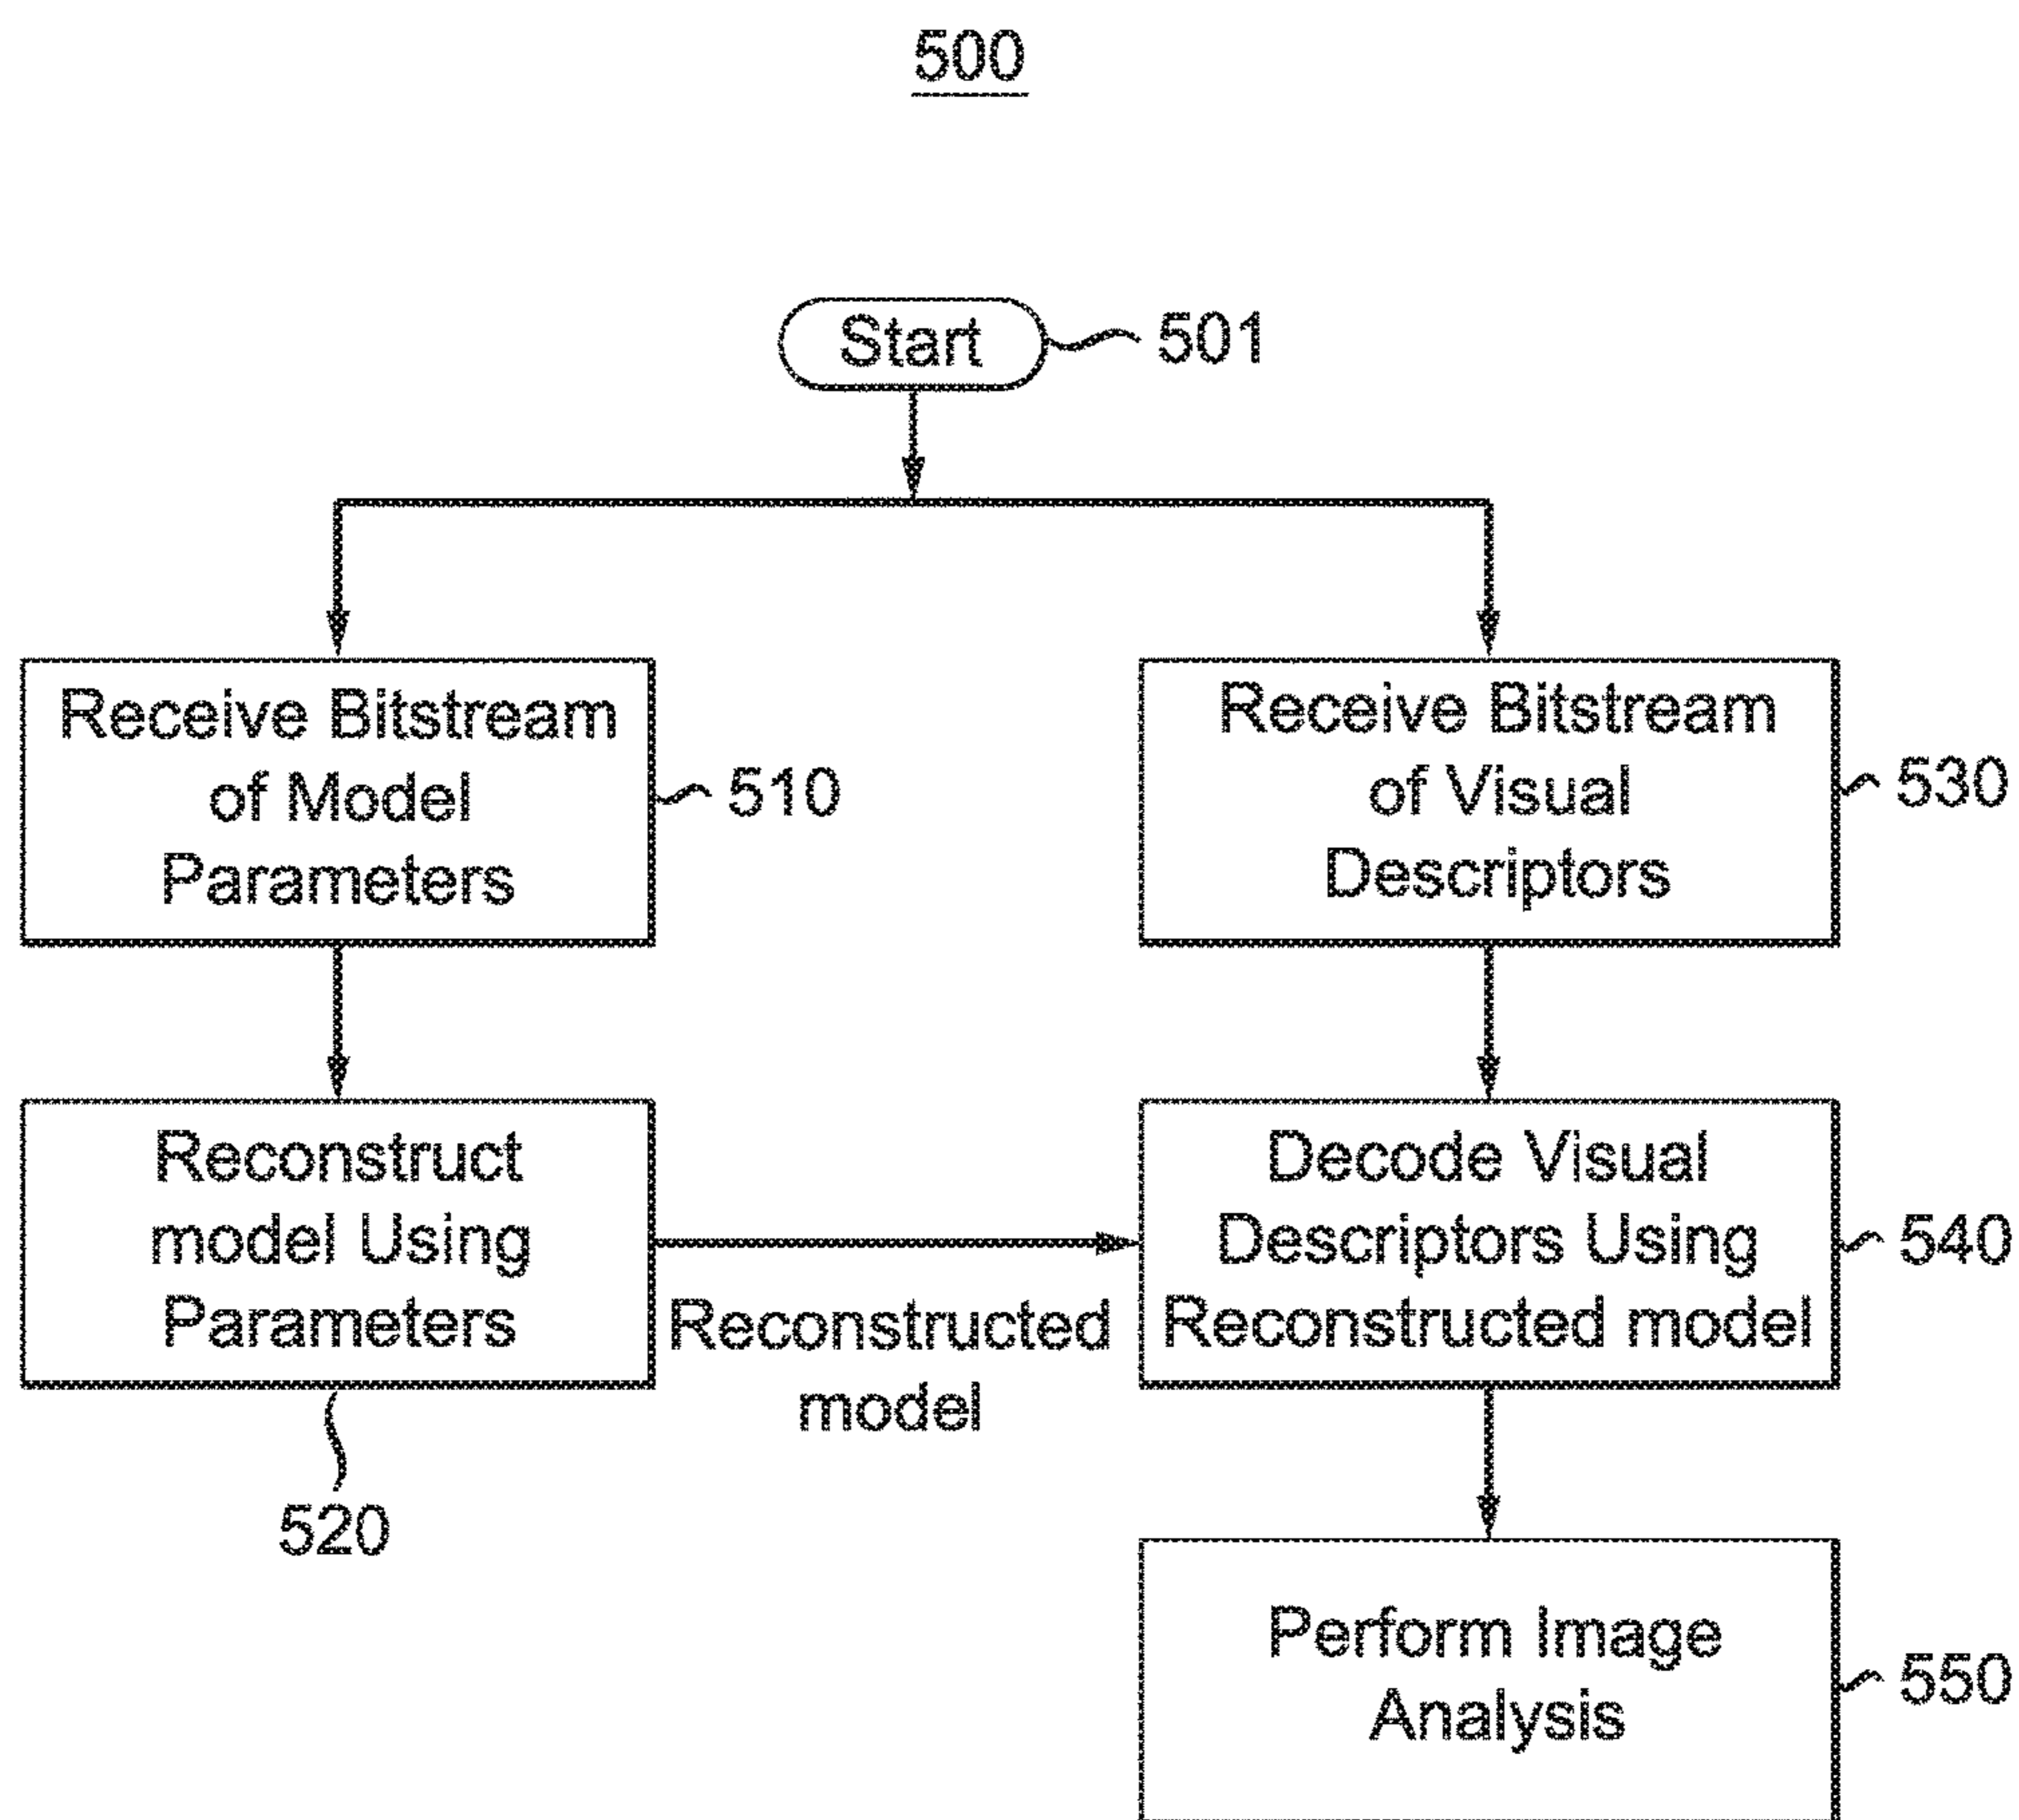 500
Start
501
Receive Bitstream
of Model
Parameters
510
Receive Bitstream
of Visual
Descriptors
530
Reconstruct
model Using
Parameters
520
Reconstructed
model
Decode Visual
Descriptors Using
Reconstructed model
540
Perform Image
Analysis
550